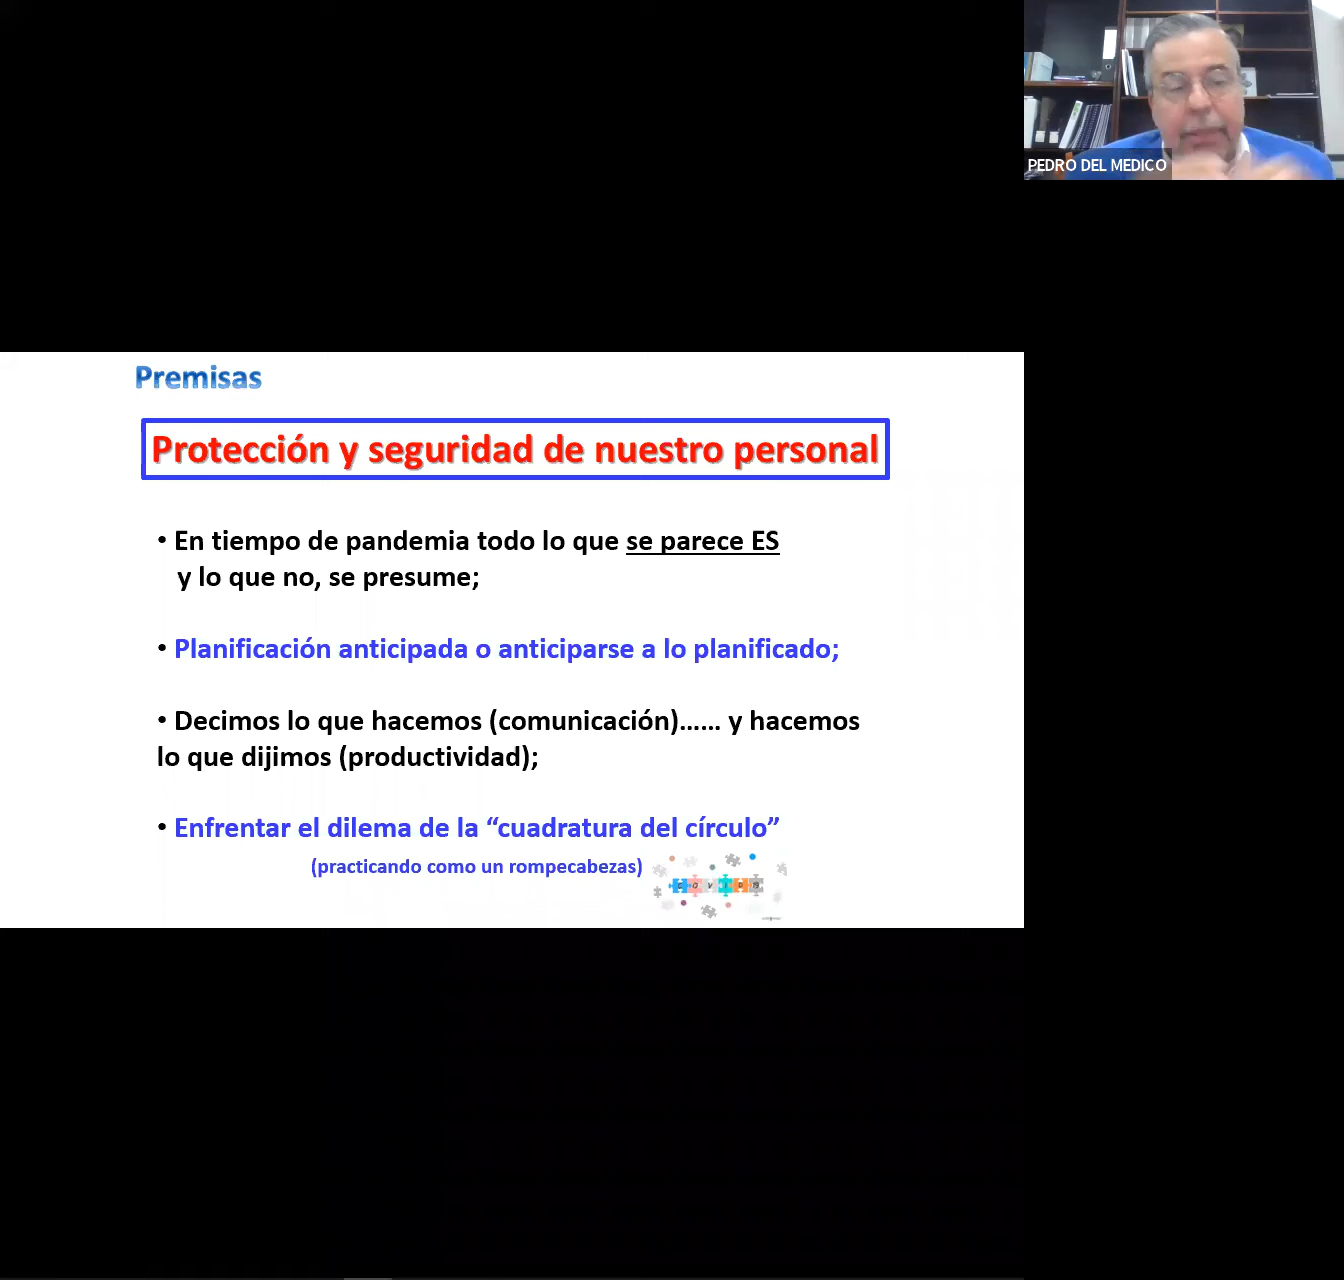 PEDRO DEL MEDICO
Premisas
Protección y seguridad de nuestro personal
• En tiempo de pandemia todo lo que se parece ES
y lo que no, se presume;
• Planificación anticipada o anticiparse a lo planificado;
• Decimos lo que hacemos (comunicación)...... y hacemos
lo que dijimos (productividad);
• Enfrentar el dilema de la “cuadratura del círculo”
(practicando como un rompecabezas)